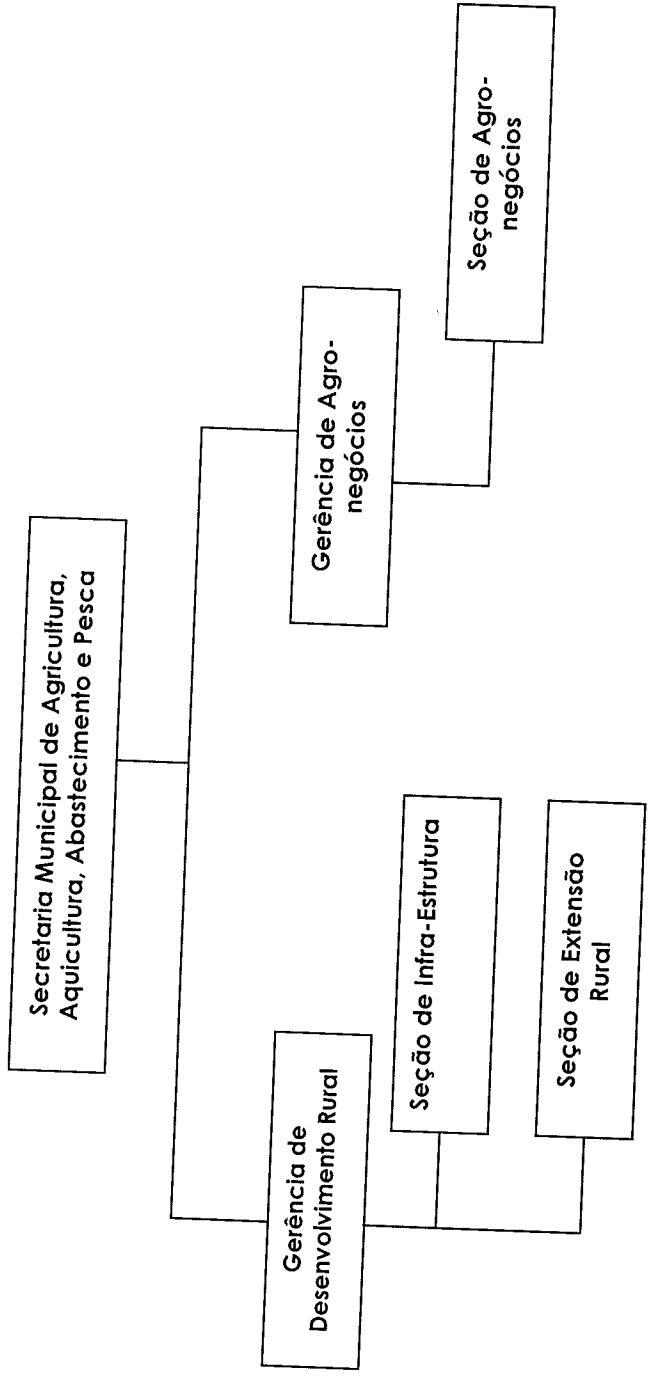 Secretaria Municipal de Agricultura,
Aquicultura, Abastecimento e Pesca
Gerência de
Desenvolvimento Rural
Seção de Infra-Estrutura
Seção de Extensão
Rural
Gerência de Agro-
negócios
Seção de Agro-
negócios